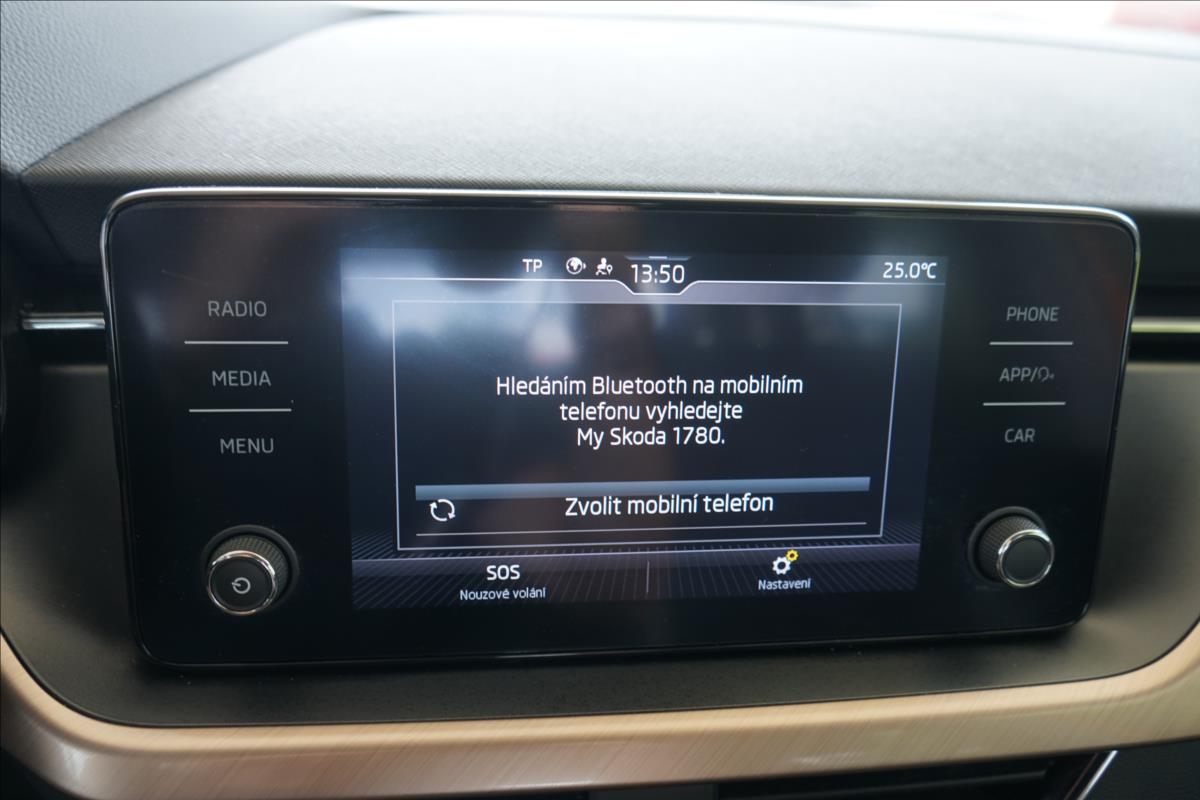 TP 13:50 25.0°C
RADIO
MEDIA
MENU
Hledáním Bluetooth na mobilním
telefonu vyhledejte
My Skoda 1780.
Zvolit mobilní telefon
SOS
Nouzové volání
Nastavení
PHONE
APP/
CAR